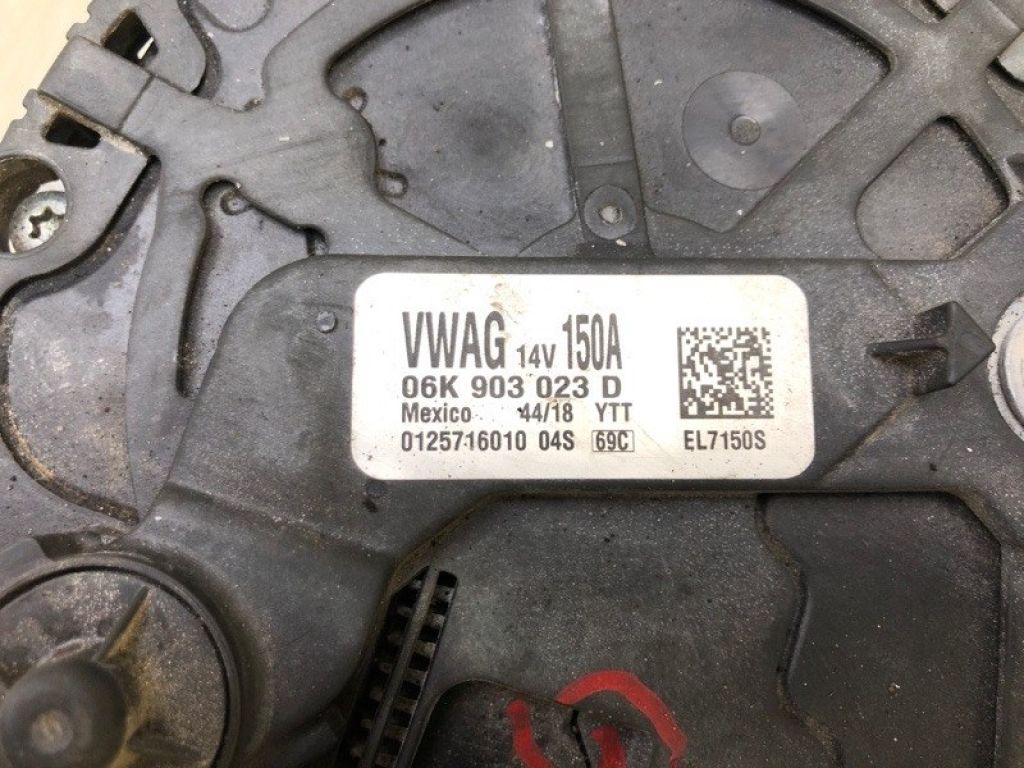 VWAG 14V 150A
06K 903 023 D
Mexico 44/18 YTT
0125716010 04S 69C EL7150S